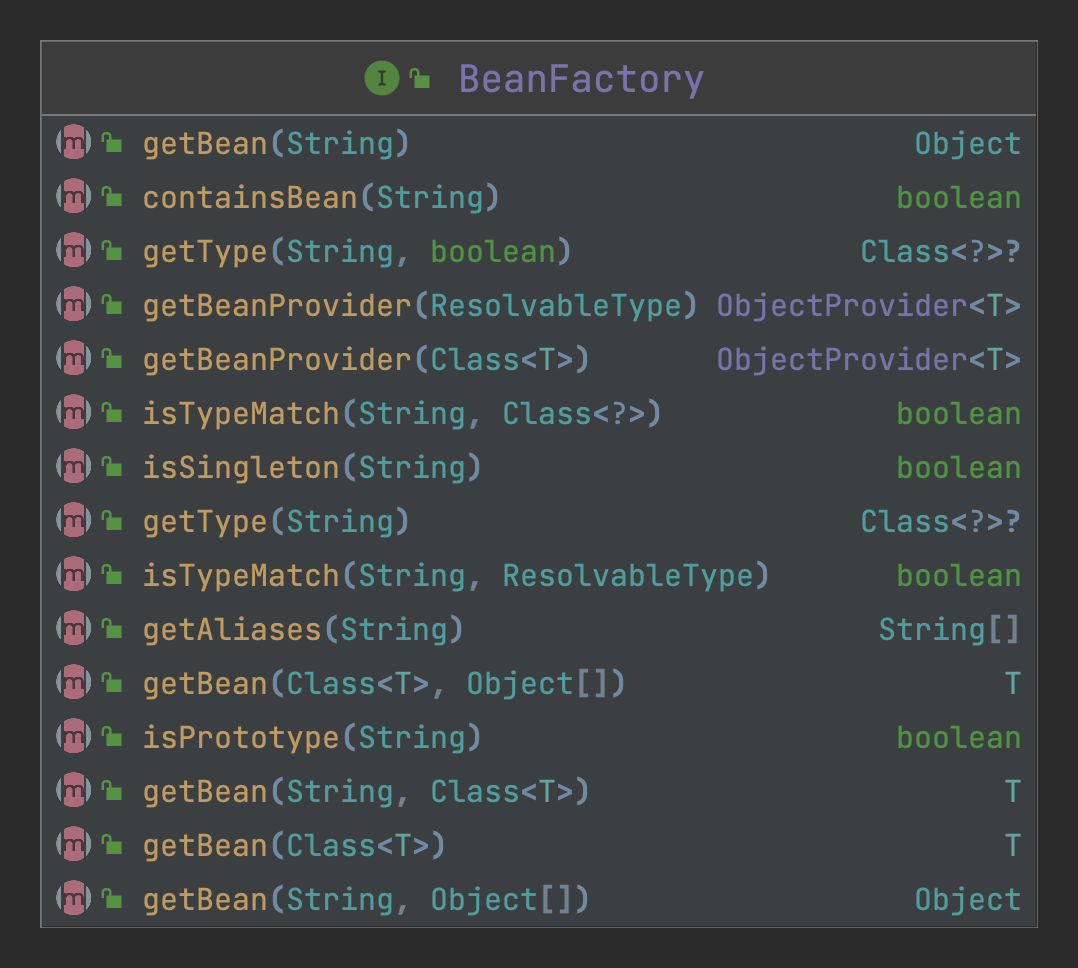 I BeanFactory
m getBean(String) Object
m containsBean(String) boolean
m getType(String, boolean) Class<?>?
m getBeanProvider(ResolvableType) ObjectProvider<T>
m getBeanProvider(Class<T>) ObjectProvider<T>
m isTypeMatch(String, Class<?>) boolean
m isSingleton(String) boolean
m getType(String) Class<?>?
m isTypeMatch(String, ResolvableType) boolean
m getAliases(String) String[]
m getBean(Class<T>, Object[]) T
m isPrototype(String) boolean
m getBean(String, Class<T>) T
m getBean(Class<T>) T
m getBean(String, Object[]) Object